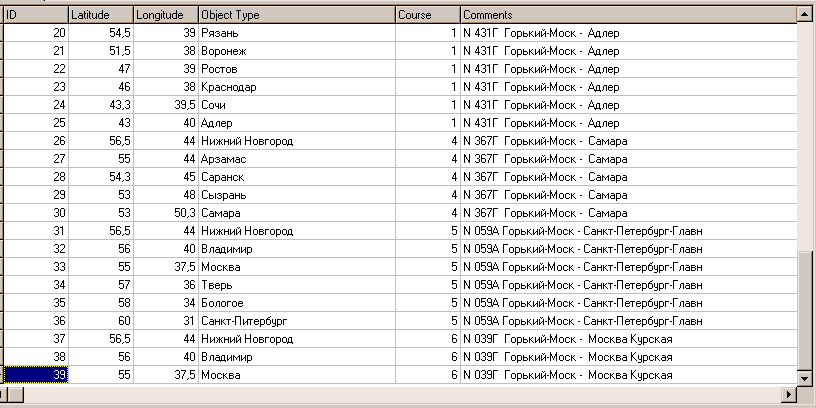 ID Latitude Longitude Object Type Course Comments
20 54,5 39 Рязань 1 N 431Г Горький-Моск - Адлер
21 51,5 38 Воронеж 1 N 431Г Горький-Моск - Адлер
22 47 39 Ростов 1 N 431Г Горький-Моск - Адлер
23 46 38 Краснодар 1 N 431Г Горький-Моск - Адлер
24 43,3 39,5 Сочи 1 N 431Г Горький-Моск - Адлер
25 43 40 Адлер 1 N 431Г Горький-Моск - Адлер
26 56,5 44 Нижний Новгород 4 N 367Г Горький-Моск - Самара
27 55 44 Арзамас 4 N 367Г Горький-Моск - Самара
28 54,3 45 Саранск 4 N 367Г Горький-Моск - Самара
29 53 48 Сызрань 4 N 367Г Горький-Моск - Самара
30 53 50,3 Самара 4 N 367Г Горький-Моск - Самара
31 56,5 44 Нижний Новгород 5 N 059А Горький-Моск - Санкт-Петербург-Главн
32 56 40 Владимир 5 N 059А Горький-Моск - Санкт-Петербург-Главн
33 55 37,5 Москва 5 N 059А Горький-Моск - Санкт-Петербург-Главн
34 57 36 Тверь 5 N 059А Горький-Моск - Санкт-Петербург-Главн
35 58 34 Бологое 5 N 059А Горький-Моск - Санкт-Петербург-Главн
36 60 31 Санкт-Питербург 5 N 059А Горький-Моск - Санкт-Петербург-Главн
37 56,5 44 Нижний Новгород 6 N 039Г Горький-Моск - Москва Курская
38 56 40 Владимир 6 N 039Г Горький-Моск - Москва Курская
39 55 37,5 Москва 6 N 039Г Горький-Моск - Москва Курская